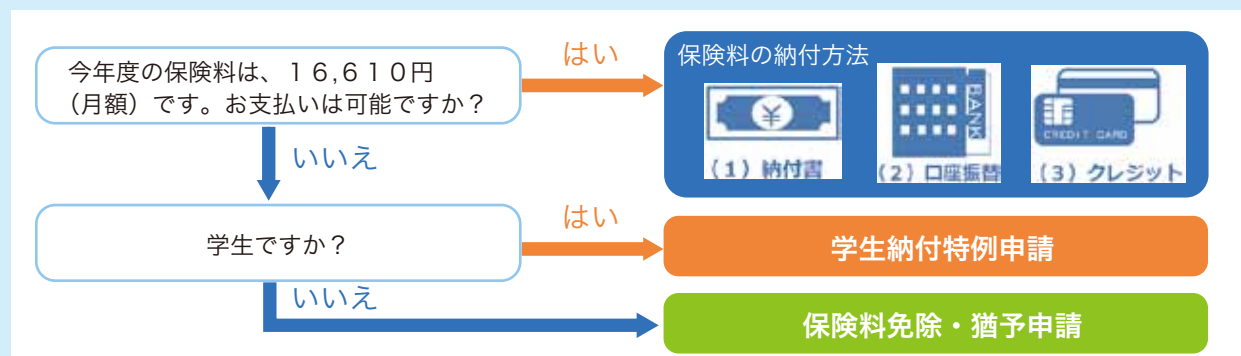 今年度の保険料は、１６,６１０円
（月額）です。お支払いは可能ですか？
はい
保険料の納付方法
¥
BANK
CREDIT CARD
（１）納付書
（２）口座振替
（３）クレジット
いいえ
学生ですか？
はい
学生納付特例申請
いいえ
保険料免除・猶予申請